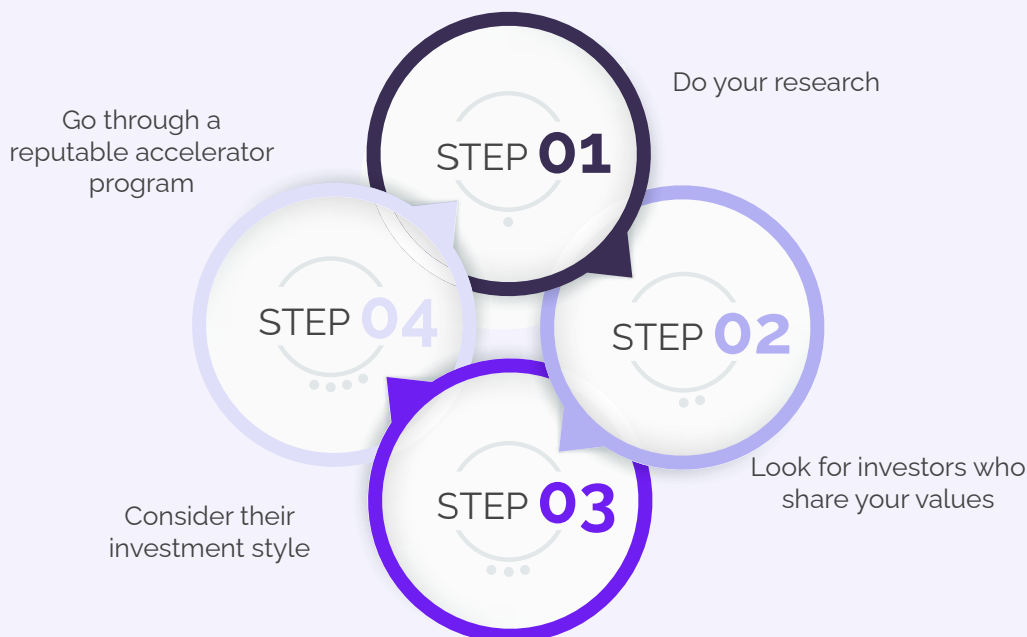 STEP 01
Do your research
STEP 02
Look for investors who
share your values
STEP 03
Consider their
investment style
STEP 04
Go through a
reputable accelerator
program